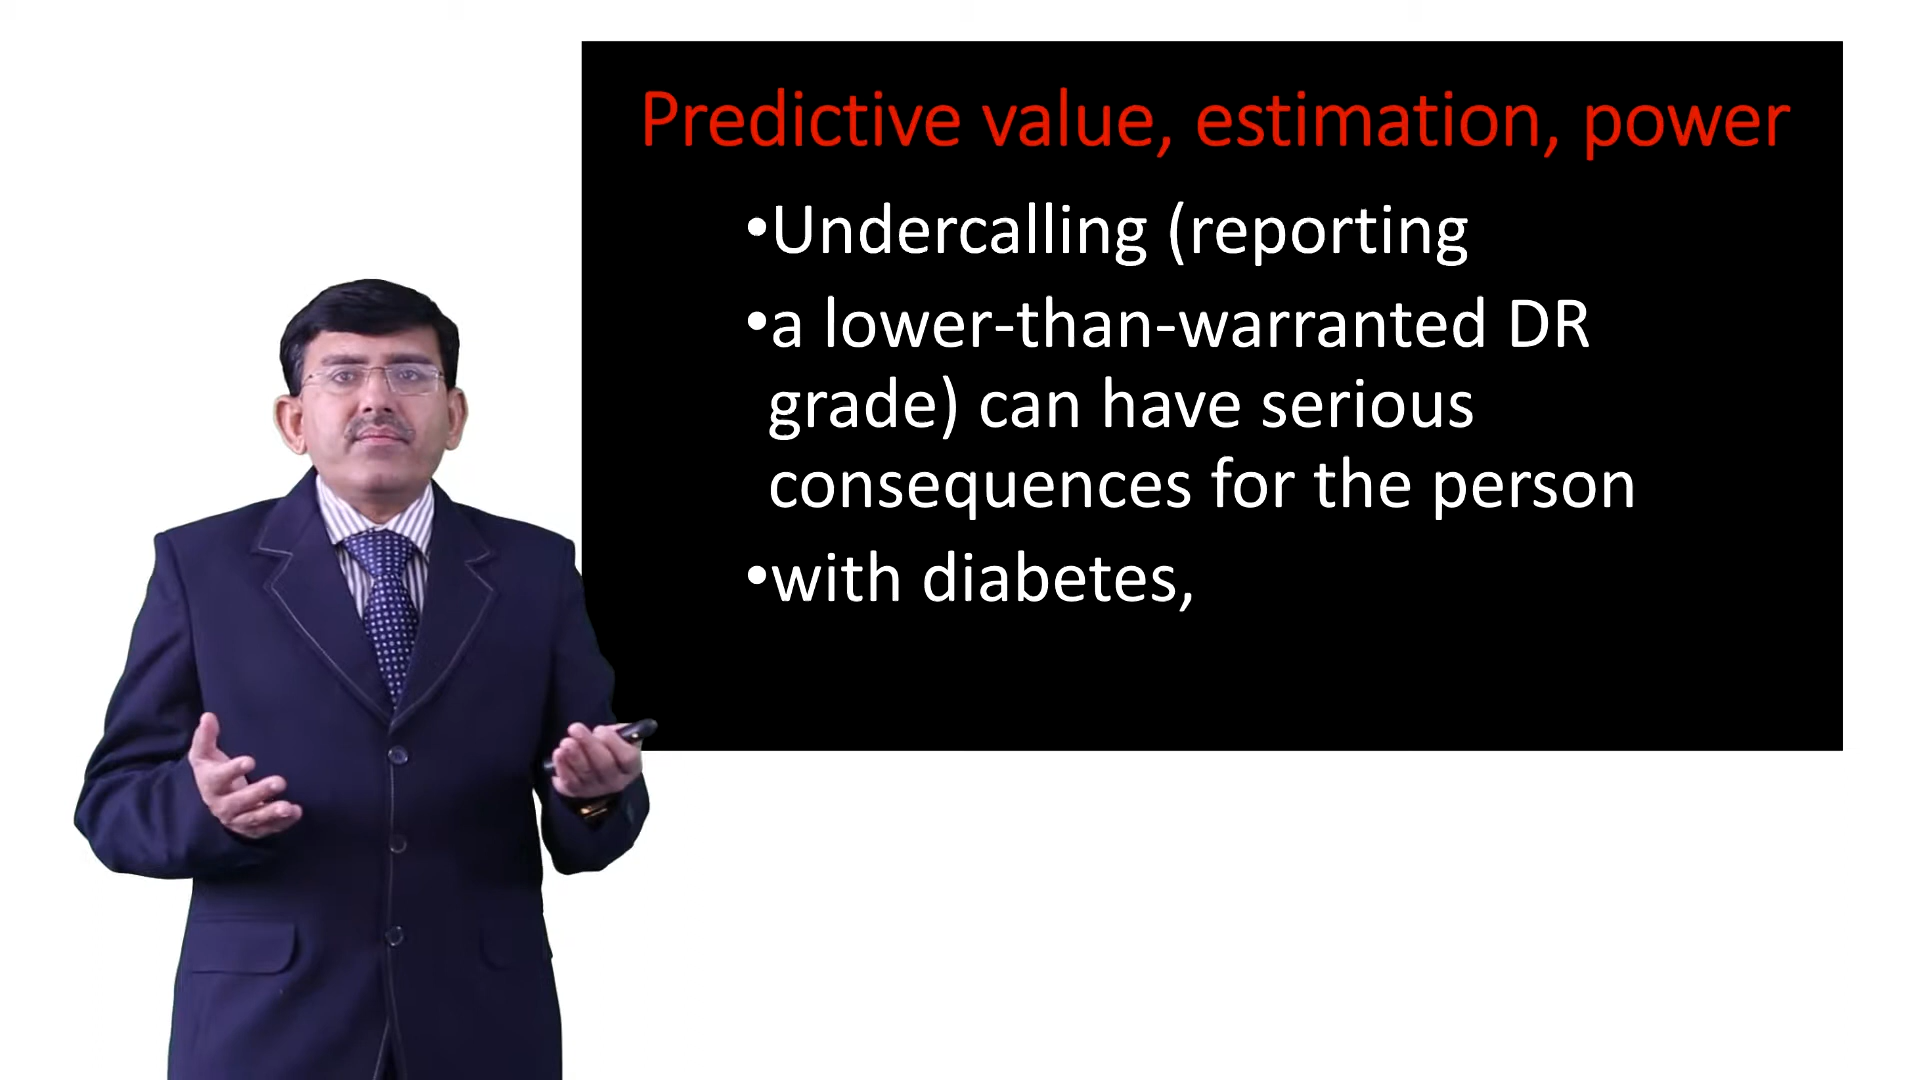 Predictive value, estimation, power
•Undercalling (reporting
•a lower-than-warranted DR
grade) can have serious
consequences for the person
•with diabetes,